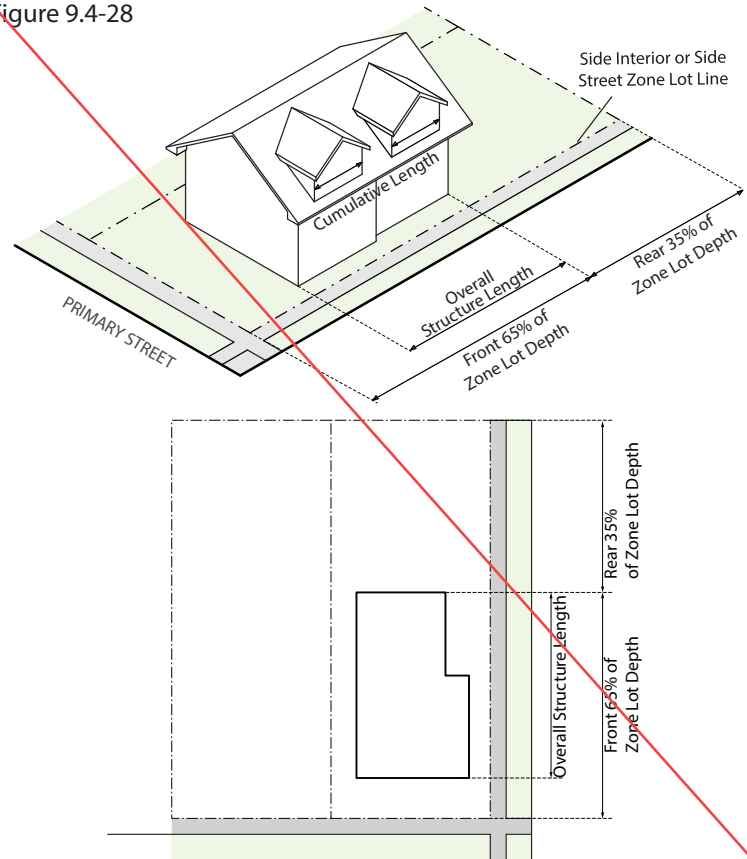 Figure 9.4-28
Side Interior or Side
Street Zone Lot Line
Cumulative Length
Rear 35% of
Zone Lot Depth
Overall
Structure Length
Front 65% of
Zone Lot Depth
PRIMARY STREET
Rear 35%
of Zone Lot Depth
Overall Structure Length
Front 65% of
Zone Lot Depth